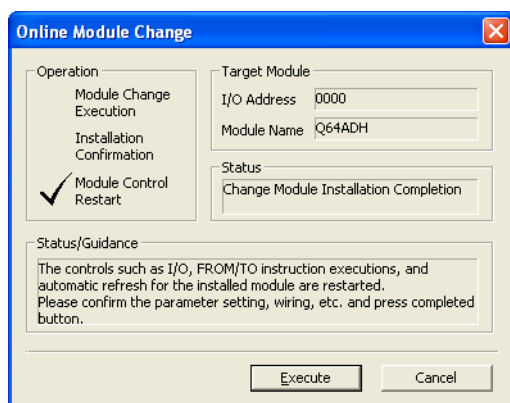 Online Module Change
Operation
Module Change
Execution
Installation
Confirmation
Module Control
Restart
Target Module
I/O Address 0000
Module Name Q64ADH
Status
Change Module Installation Completion
Status/Guidance
The controls such as I/O, FROM/TO instruction executions, and
automatic refresh for the installed module are restarted.
Please confirm the parameter setting, wiring, etc. and press completed
button.
Execute
Cancel